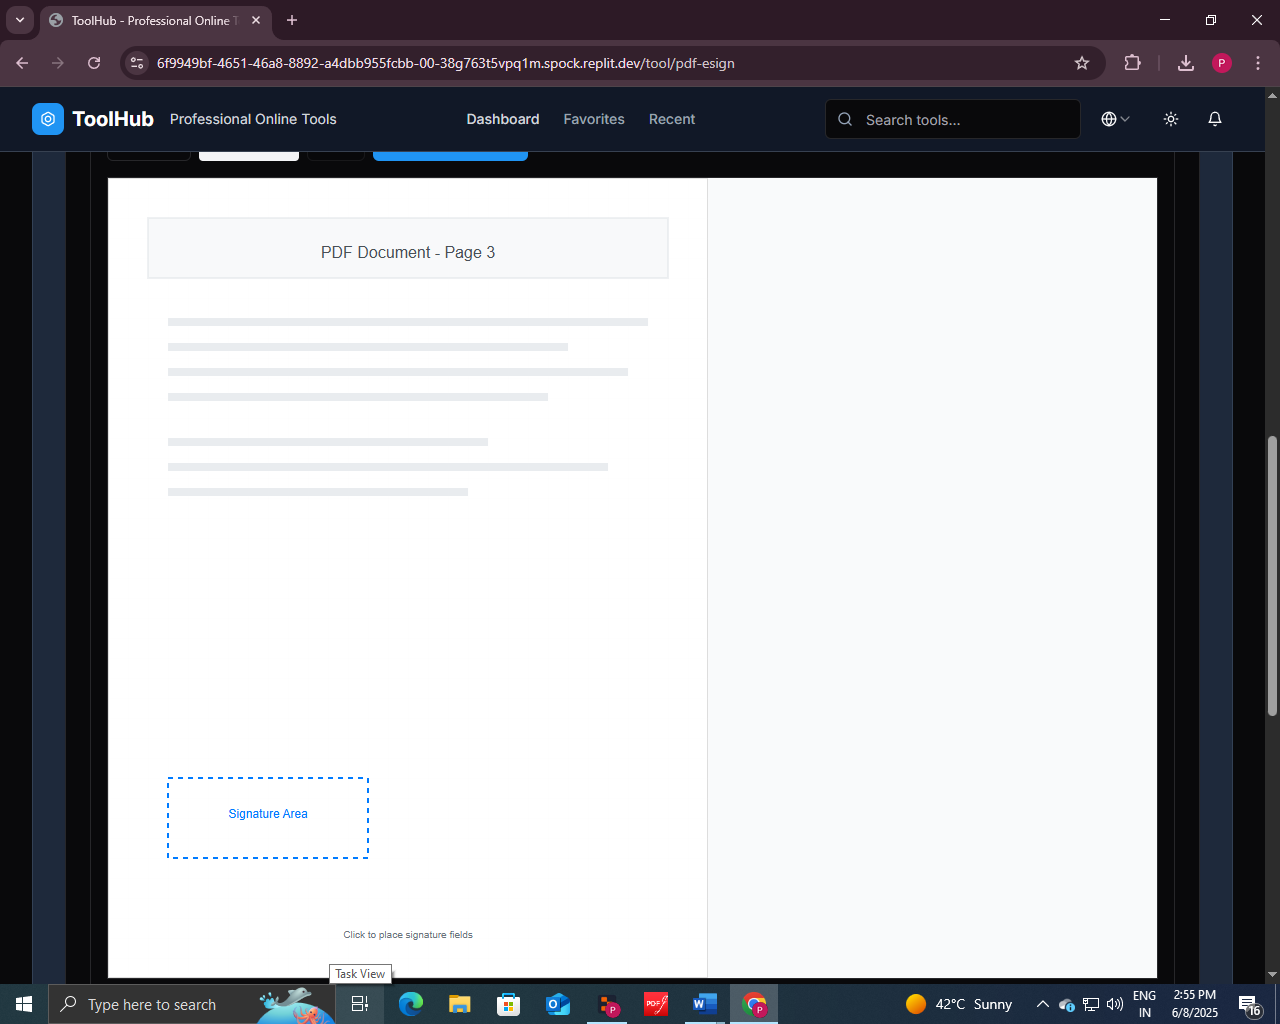 ToolHub - Professional Online T
6f9949bf-4651-46a8-8892-a4dbb955fcbb-00-38g763t5vpq1m.spock.replit.dev/tool/pdf-esign
P
ToolHub
Professional Online Tools
Dashboard
Favorites
Recent
Search tools...
PDF Document - Page 3
Signature Area
Click to place signature fields
Task View
Type here to search
42°C Sunny
ENG
IN
2:55 PM
6/8/2025
16